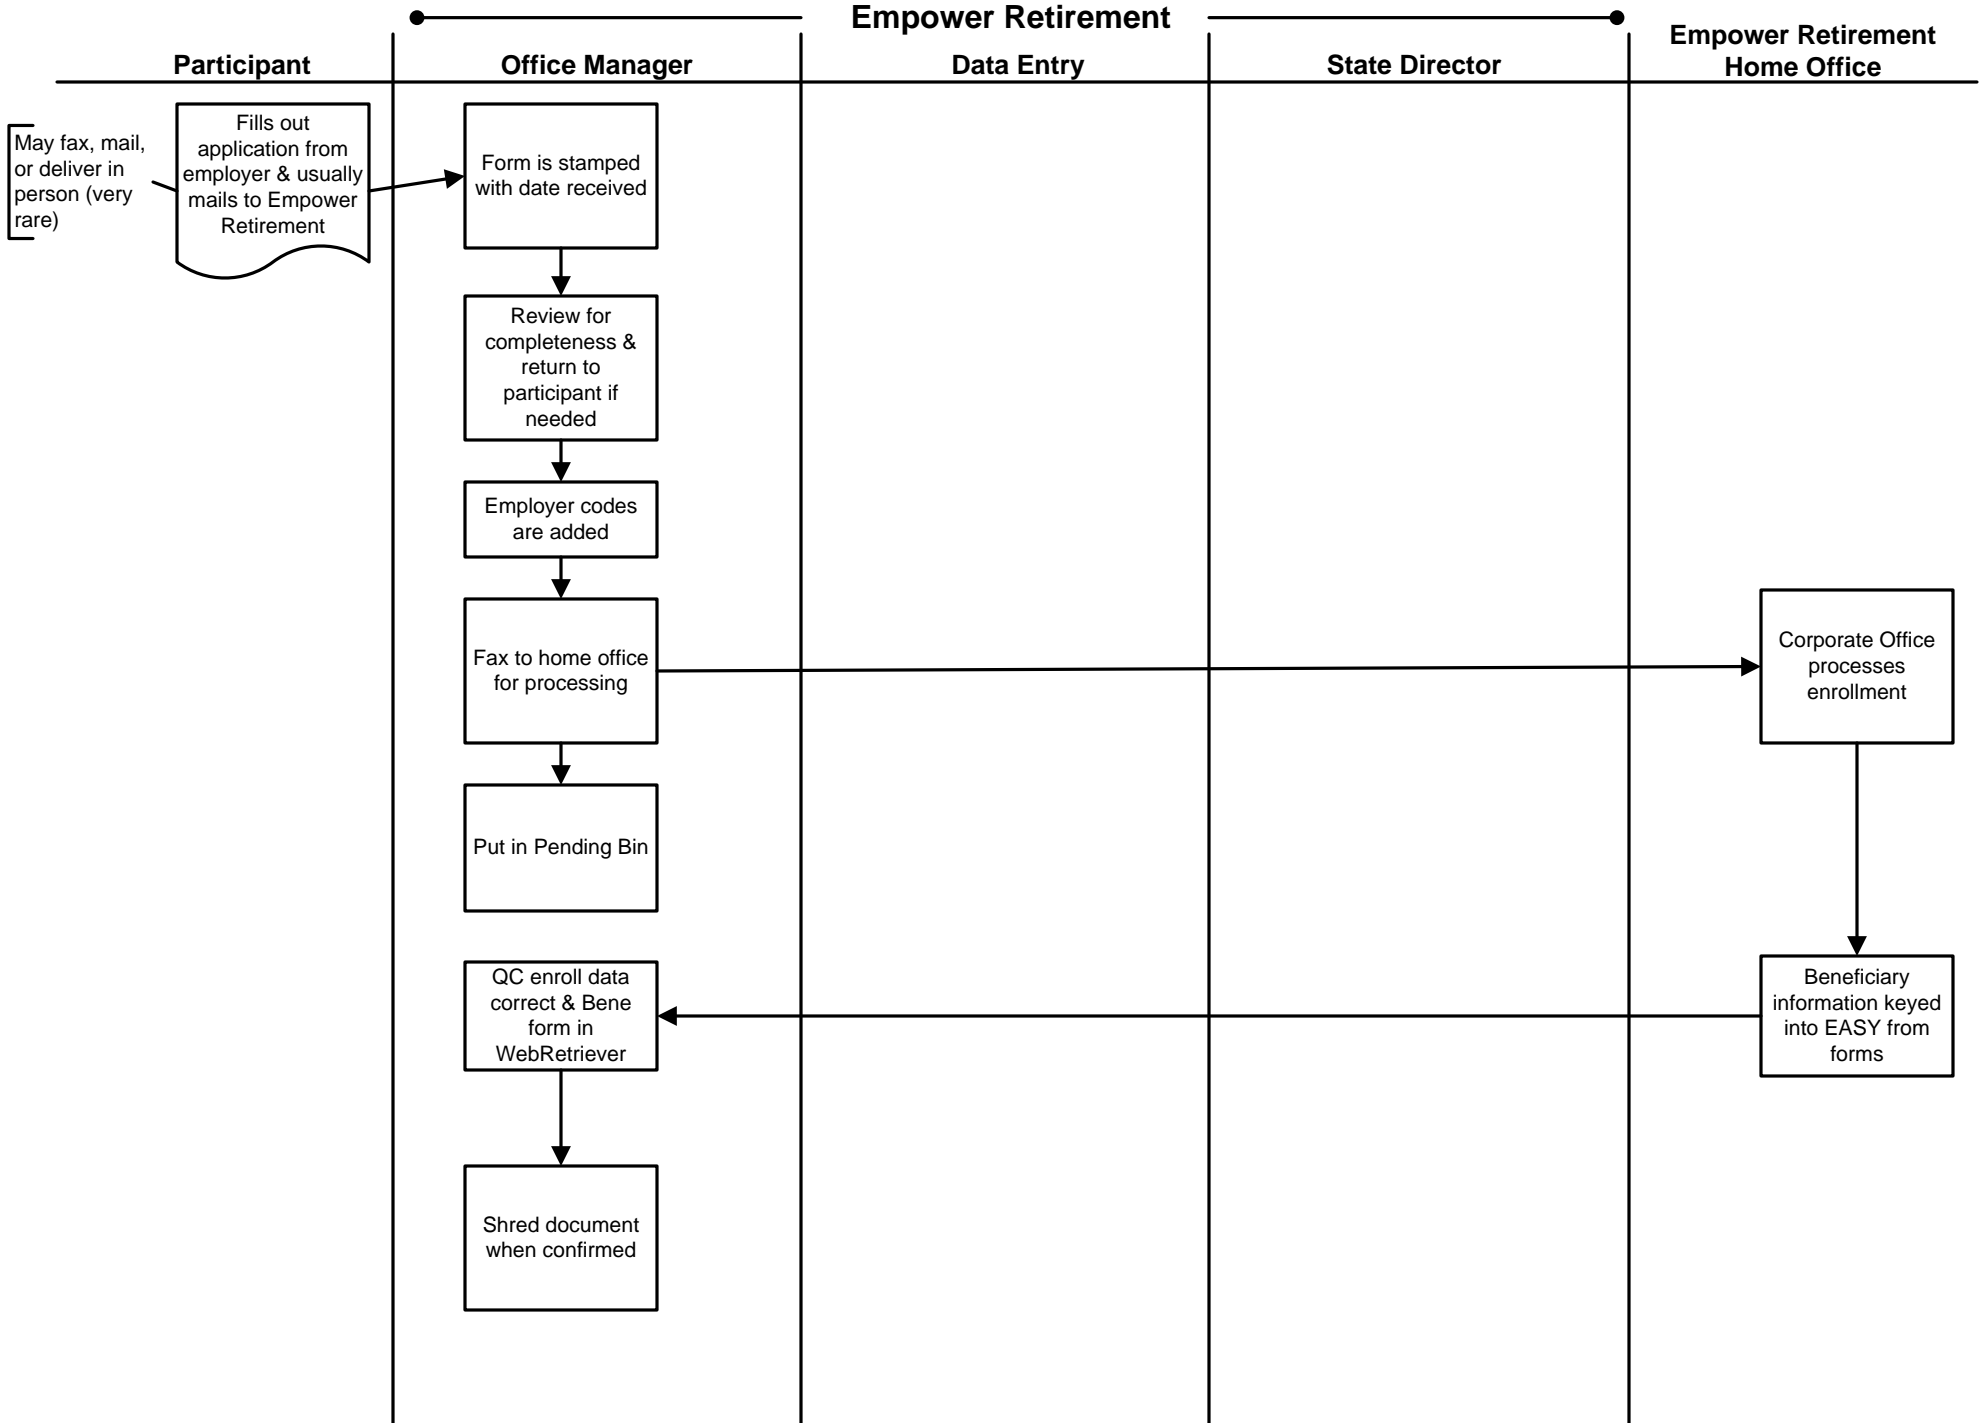 Empower Retirement
Participant
Office Manager
Data Entry
State Director
Empower Retirement
Home Office
May fax, mail,
or deliver in
person (very
rare)
Fills out
application from
employer & usually
mails to Empower
Retirement
Form is stamped
with date received
Review for
completeness &
return to
participant if
needed
Employer codes
are added
Fax to home office
for processing
Corporate Office
processes
enrollment
Put in Pending Bin
QC enroll data
correct & Bene
form in
WebRetriever
Beneficiary
information keyed
into EASY from
forms
Shred document
when confirmed